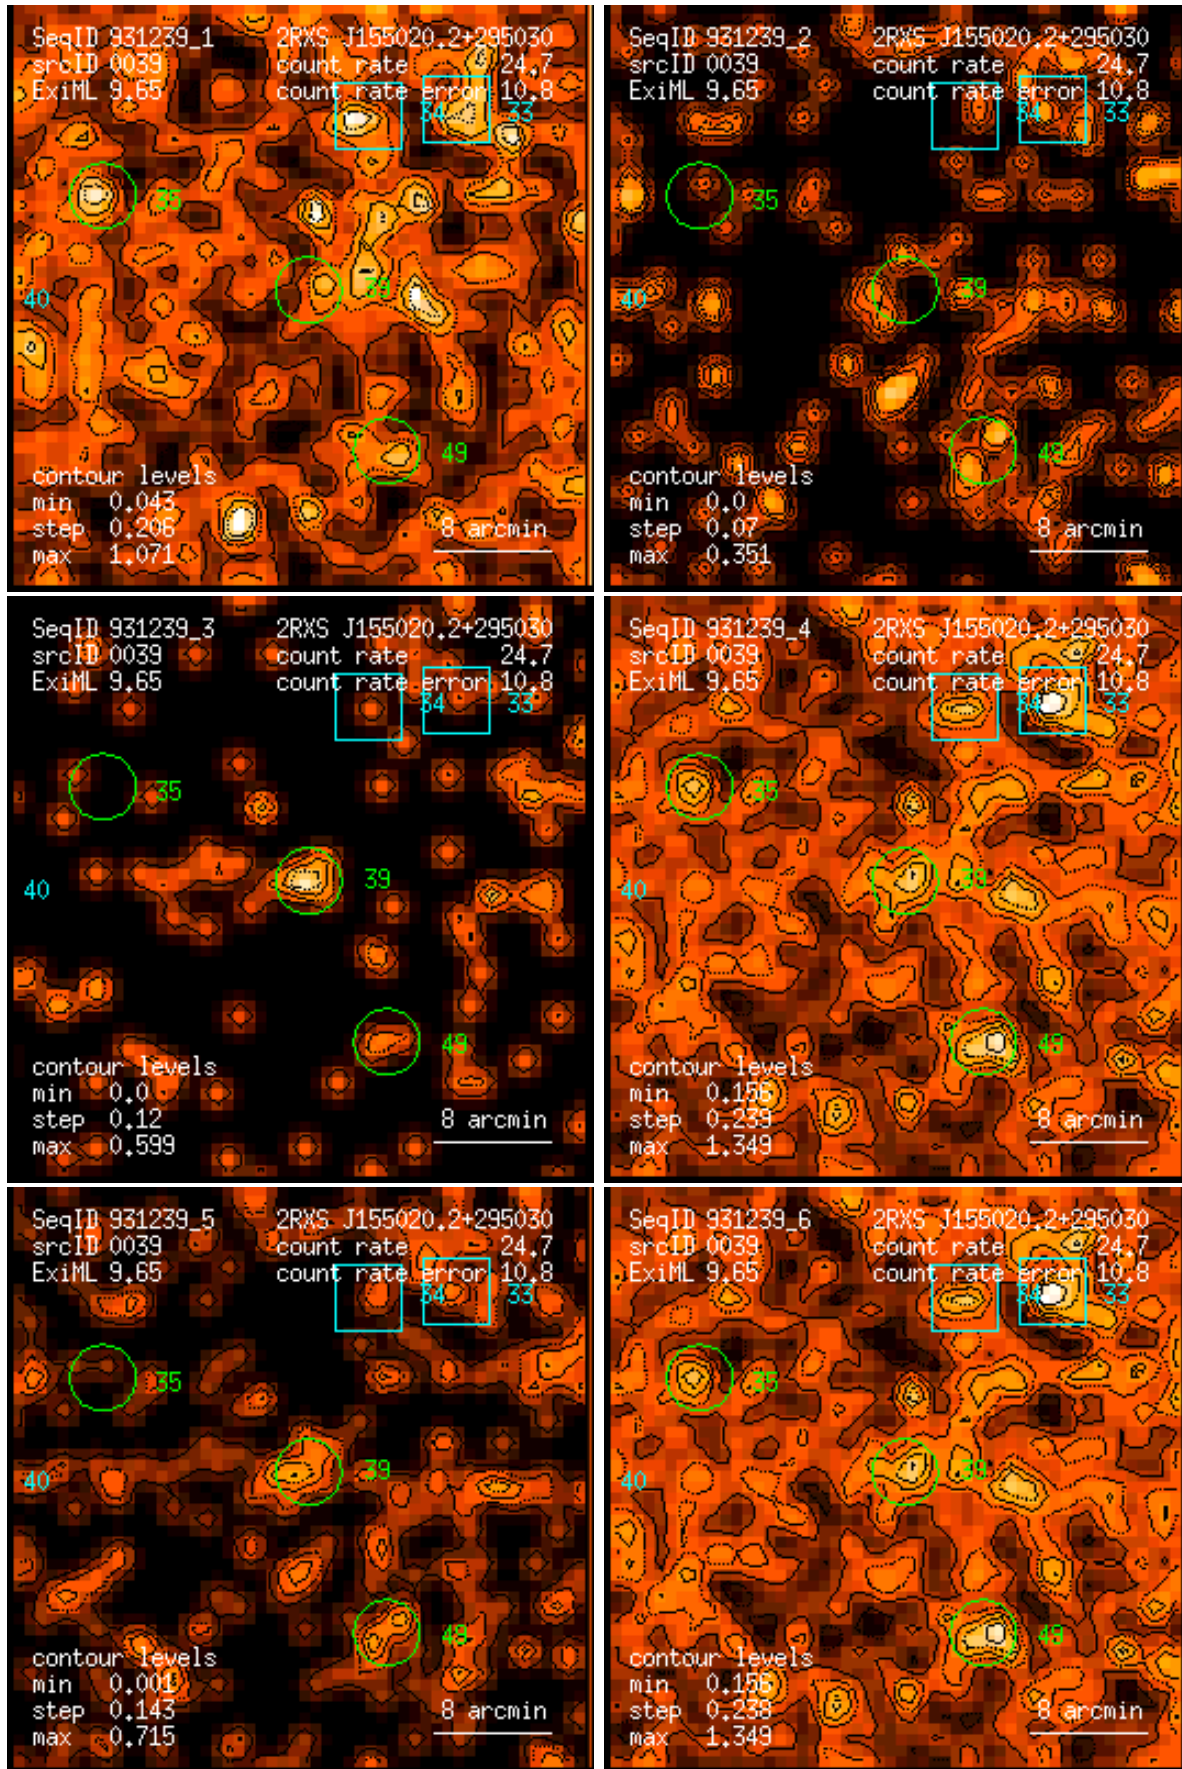 SeqID 931239_1 2RXS J155020.2+295030
srcID 0039 count rate 24.7
ExiML 9.65 count rate error 10.8
34 33
35
39
40
49
contour levels
min 0.043
step 0.206 8 arcmin
max 1.071
SeqID 931239_2 2RXS J155020.2+295030
srcID 0039 count rate 24.7
ExiML 9.65 count rate error 10.8
34 33
35
39
40
49
contour levels
min 0.0
step 0.07 8 arcmin
max 0.351
SeqID 931239_3 2RXS J155020.2+295030
srcID 0039 count rate 24.7
ExiML 9.65 count rate error 10.8
34 33
35
39
40
49
contour levels
min 0.0
step 0.12 8 arcmin
max 0.599
SeqID 931239_4 2RXS J155020.2+295030
srcID 0039 count rate 24.7
ExiML 9.65 count rate error 10.8
34 33
35
39
40
49
contour levels
min 0.156
step 0.239 8 arcmin
max 1.349
SeqID 931239_5 2RXS J155020.2+295030
srcID 0039 count rate 24.7
ExiML 9.65 count rate error 10.8
34 33
35
39
40
49
contour levels
min 0.001
step 0.143 8 arcmin
max 0.715
SeqID 931239_6 2RXS J155020.2+295030
srcID 0039 count rate 24.7
ExiML 9.65 count rate error 10.8
34 33
35
39
40
49
contour levels
min 0.156
step 0.238 8 arcmin
max 1.349